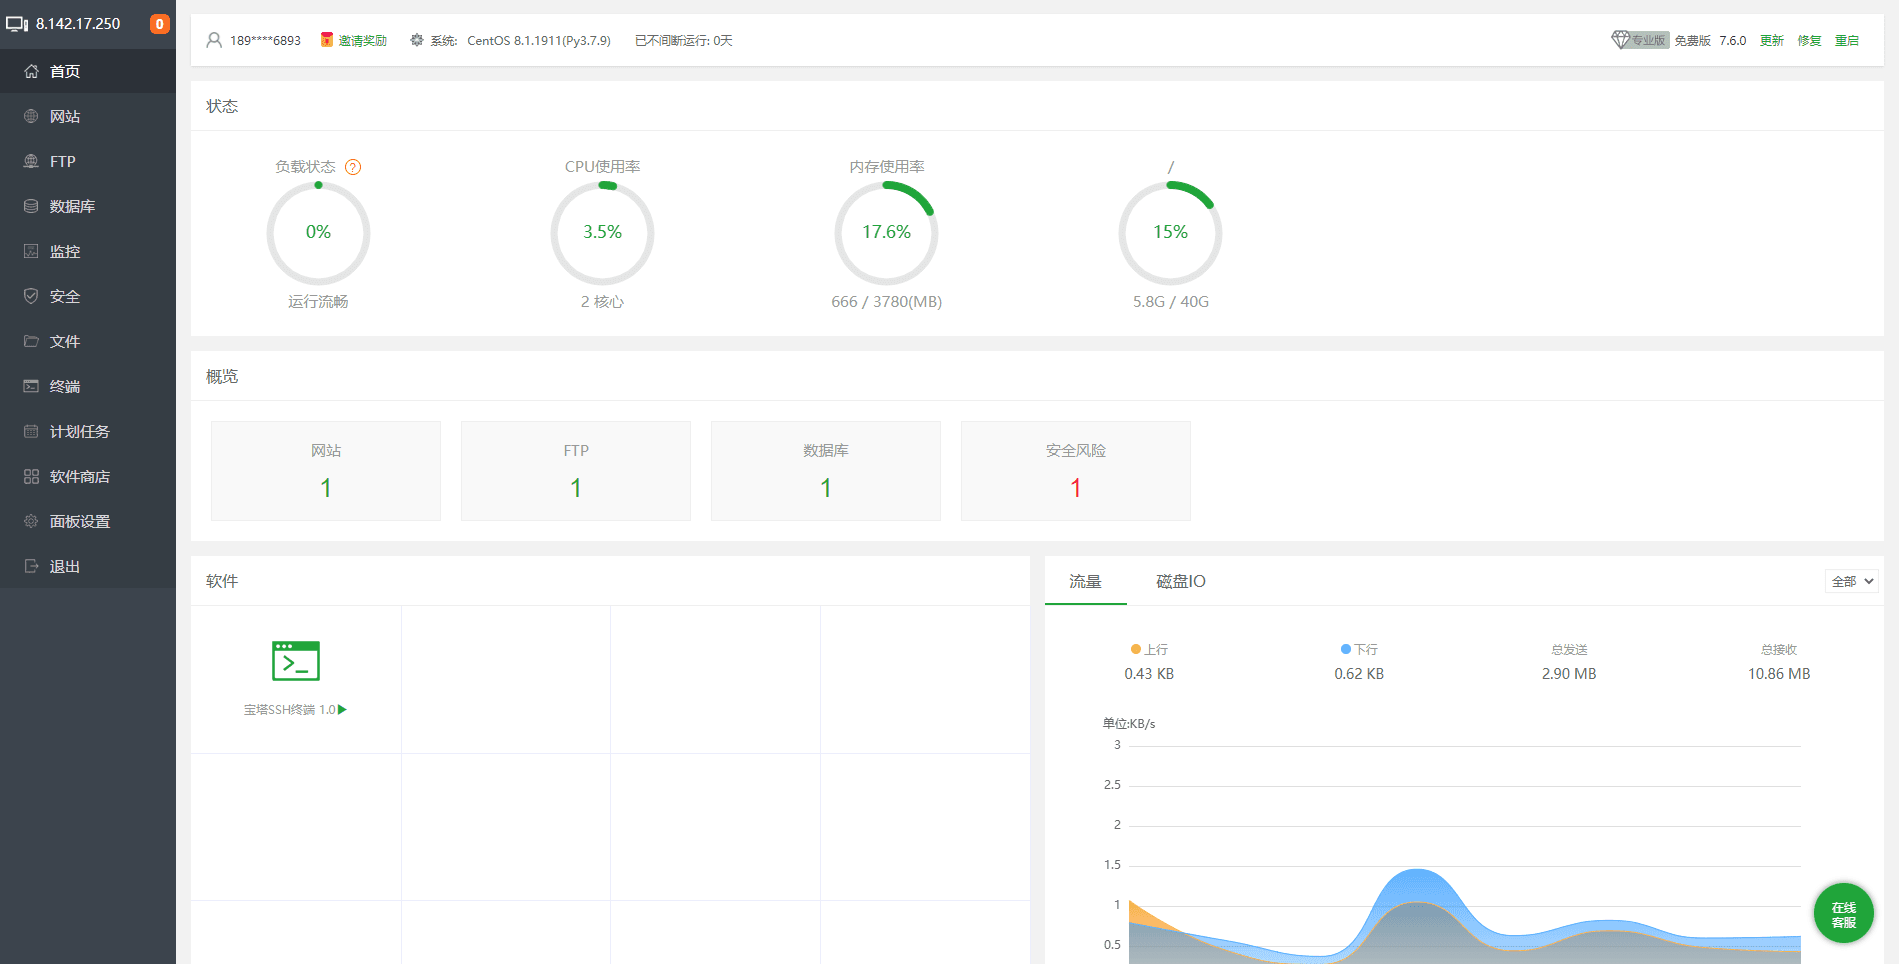 8.142.17.250
0
首页
网站
FTP
数据库
监控
安全
文件
终端
计划任务
软件商店
面板设置
退出
189****6893 邀请奖励 系统: CentOS 8.1.1911(Py3.7.9) 已不间断运行: 0天
专业版 免费版 7.6.0 更新 修复 重启
状态
负载状态 ?
0%
运行流畅
CPU使用率
3.5%
2 核心
内存使用率
17.6%
666 / 3780(MB)
/
15%
5.8G / 40G
概览
网站
1
FTP
1
数据库
1
安全风险
1
软件
宝塔SSH终端 1.0
流量 磁盘IO 全部
上行
0.43 KB
下行
0.62 KB
总发送
2.90 MB
总接收
10.86 MB
单位:KB/s
3
2.5
2
1.5
1
0.5
在线
客服